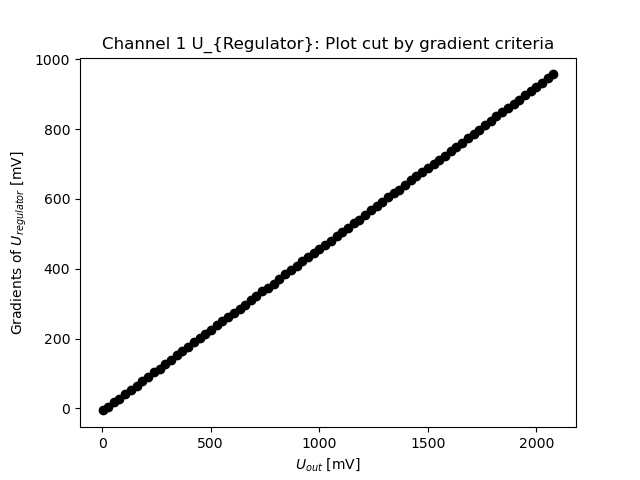 Channel 1 U_{Regulator}: Plot cut by gradient criteria
1000
800
600
400
200
0
Gradients of U_regulator [mV]
0 500 1000 1500 2000
U_out [mV]